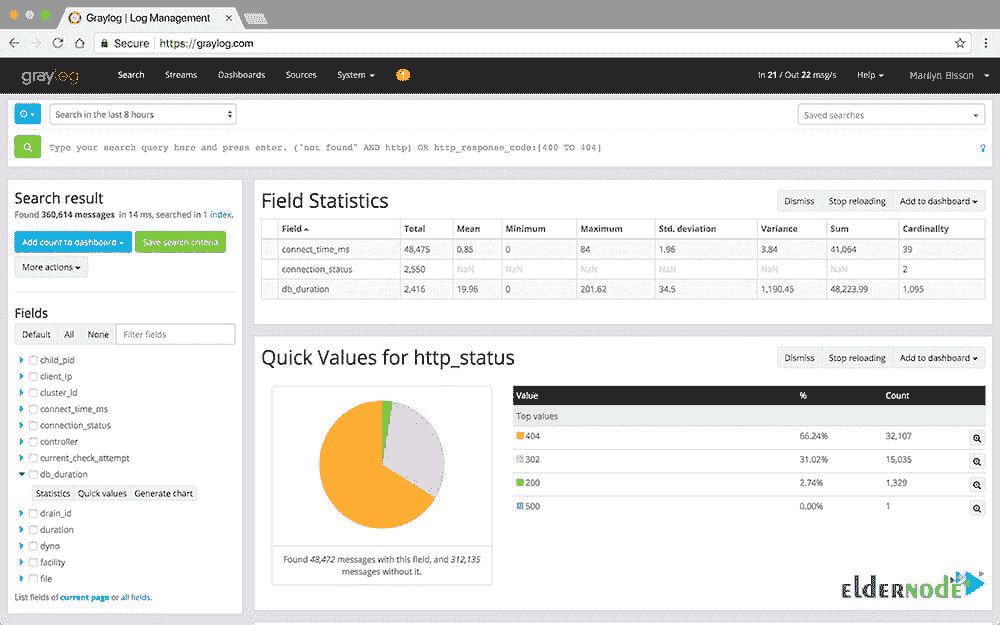 Graylog | Log Management
Secure https://graylog.com
graylog Search Streams Dashboards Sources System In 21 / Out 22 msg/s Help Marilyn Bisson
Search in the last 8 hours Saved searches
Type your search query here and press enter. ("not found" AND http) OR http_response_code:[400 TO 404]
Search result
Found 360,614 messages in 14 ms, searched in 1 index.
Add count to dashboard Save search criteria
More actions
Fields
Default All None Filter fields
child_pid
client_ip
cluster_id
connect_time_ms
connection_status
controller
current_check_attempt
db_duration
Statistics Quick values Generate chart
drain_id
duration
dyno
facility
file
List fields of current page or all fields.
Field Statistics Dismiss Stop reloading Add to dashboard
Field Total Mean Minimum Maximum Std. deviation Variance Sum Cardinality
connect_time_ms 48,475 0.85 0 84 1.96 3.84 41,064 39
connection_status 2,550 NaN NaN NaN NaN NaN NaN 2
db_duration 2,416 19.96 0 201.62 34.5 1,190.45 48,223.99 1,095
Quick Values for http_status Dismiss Stop reloading Add to dashboard
Value % Count
Top values
404 66.24% 32,107
302 31.02% 15,035
200 2.74% 1,329
500 0.00% 1
Found 48,472 messages with this field, and 312,135
messages without it.
eldernode